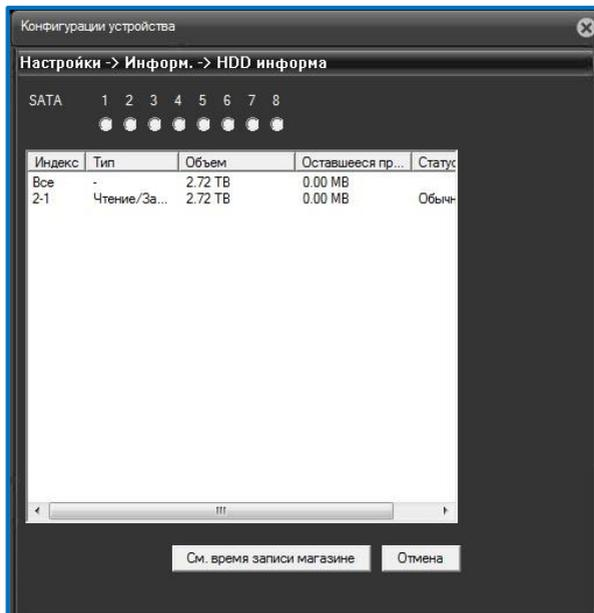 Конфигурации устройства
Настройки -> Информ. -> HDD информа
SATA 1 2 3 4 5 6 7 8
Индекс Тип Объем Оставшееся пр... Статус
Все - 2.72 TB 0.00 MB
2-1 Чтение/За... 2.72 TB 0.00 MB Обычн
См. время записи магазине Отмена